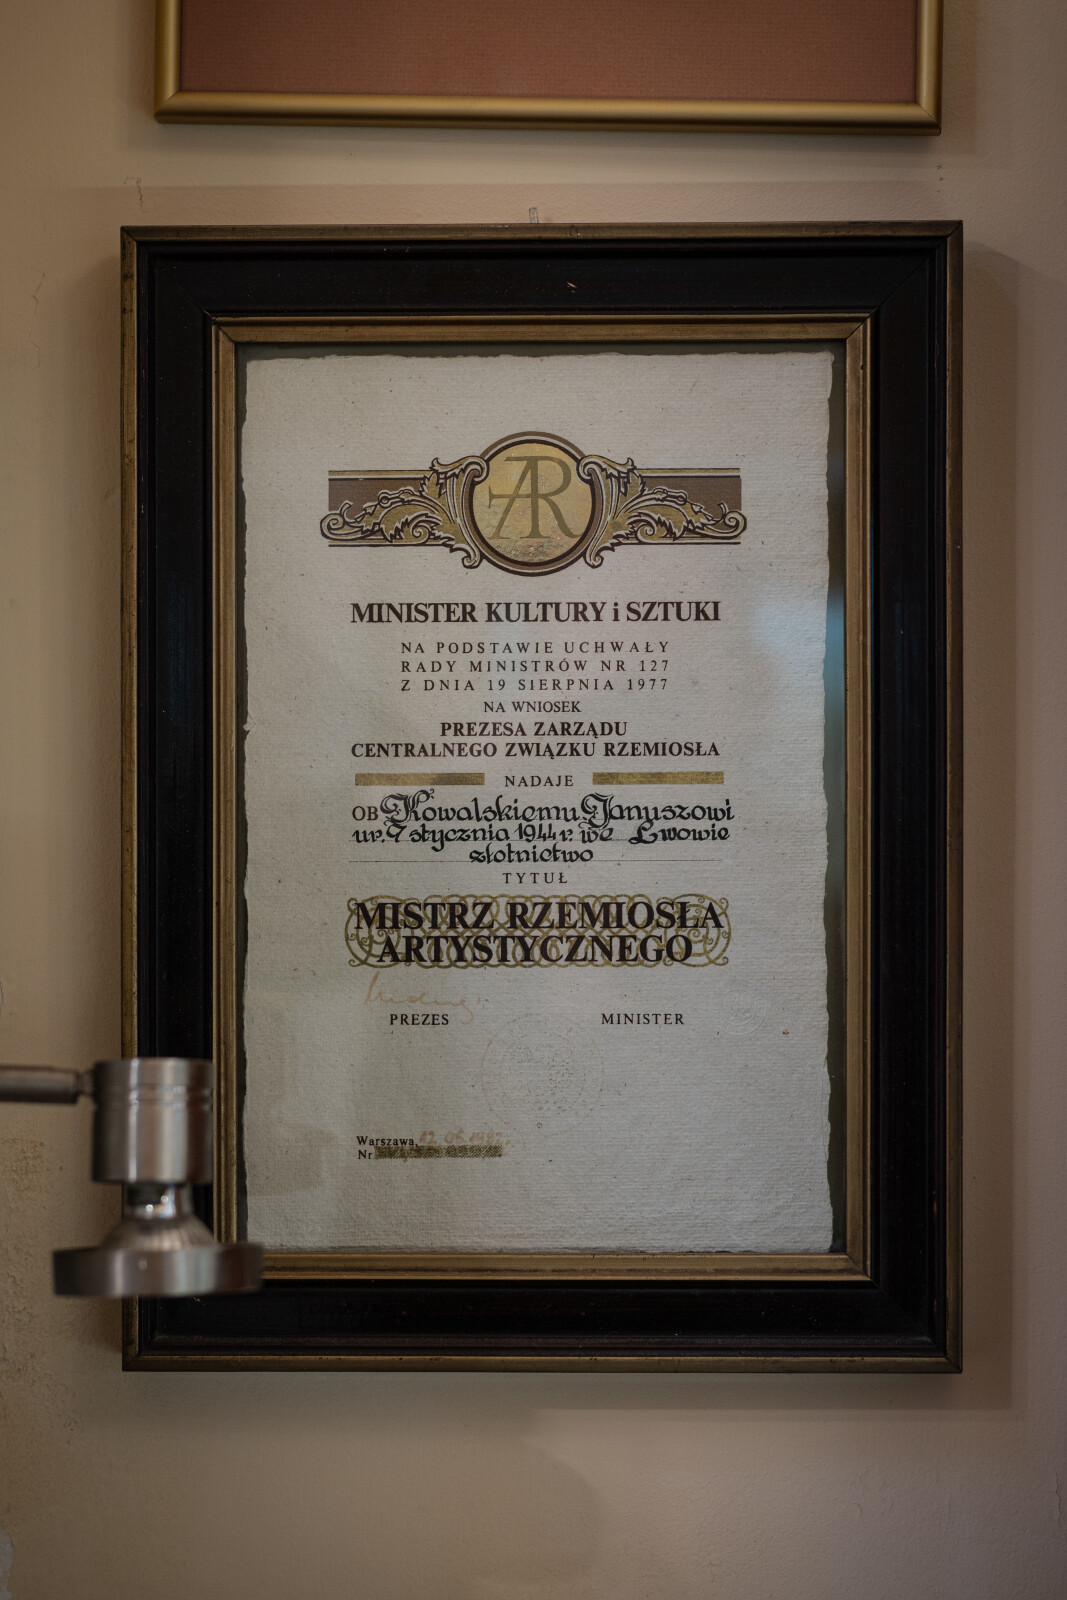 AR
MINISTER KULTURY i SZTUKI
NA PODSTAWIE UCHWAŁY
RADY MINISTRÓW NR 127
Z DNIA 19 SIERPNIA 1977
NA WNIOSEK
PREZESA ZARZĄDU
CENTRALNEGO ZWIĄZKU RZEMIOSŁA
NADAJE
OB Kowalskiemu Januszowi
ur. 7 stycznia 1944 r. we Lwowie
złotnictwo
TYTUŁ
MISTRZ RZEMIOSŁA
ARTYSTYCZNEGO
PREZES MINISTER
Warszawa,
Nr